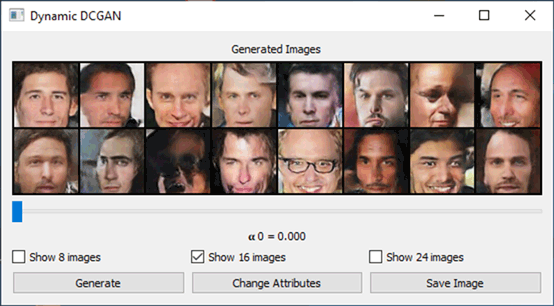 Dynamic DCGAN
Generated Images
α 0 = 0.000
Show 8 images
Show 16 images
Show 24 images
Generate
Change Attributes
Save Image